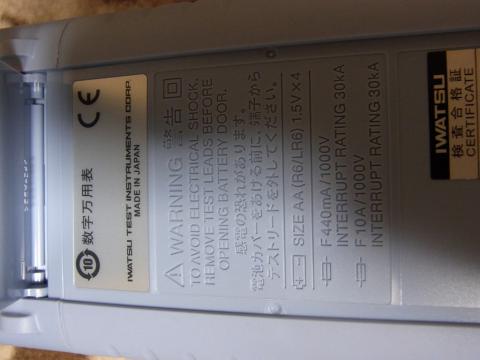 数字万用表
10
CE
IWATSU TEST INSTRUMENTS CORP.
MADE IN JAPAN
WARNING 警告
TO AVOID ELECTRICAL SHOCK,
REMOVE TEST LEADS BEFORE
OPENING BATTERY DOOR.
感電の恐れがあります。
電池カバーをあける前に、端子から
テストリードを外してください。
SIZE AA (R6/LR6) 1.5V×4
F440mA/1000V
INTERRUPT RATING 30kA
F 10A/1000V
INTERRUPT RATING 30kA
IWATSU
検査合格証
CERTIFICATE